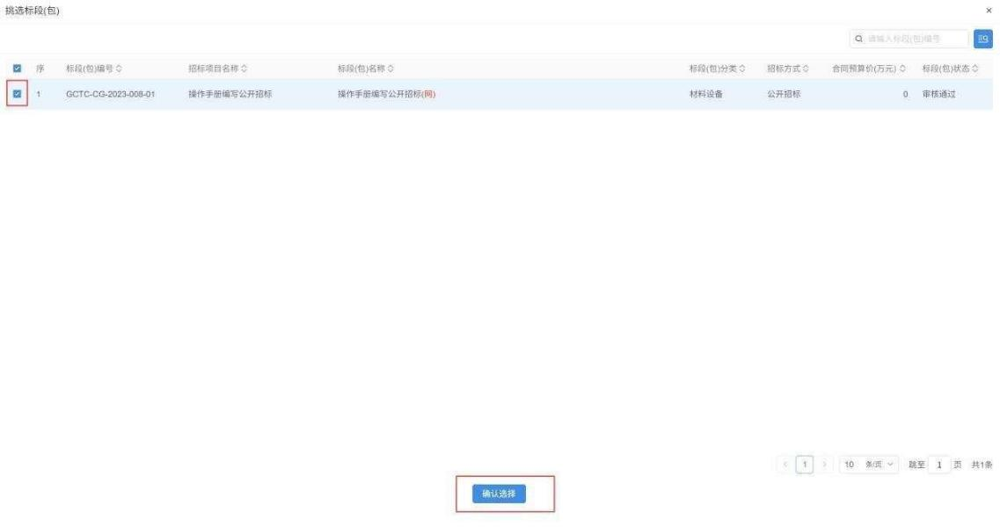 挑选标段(包)
请输入标段(包)编号
序 标段(包)编号 招标项目名称 标段(包)名称 标段(包)分类 招标方式 合同预算价(万元) 标段(包)状态
1 GCTC-CG-2023-008-01 操作手册编写公开招标 操作手册编写公开招标(网) 材料设备 公开招标 0 审核通过
1 10 条/页 跳至 1 页 共1条
确认选择